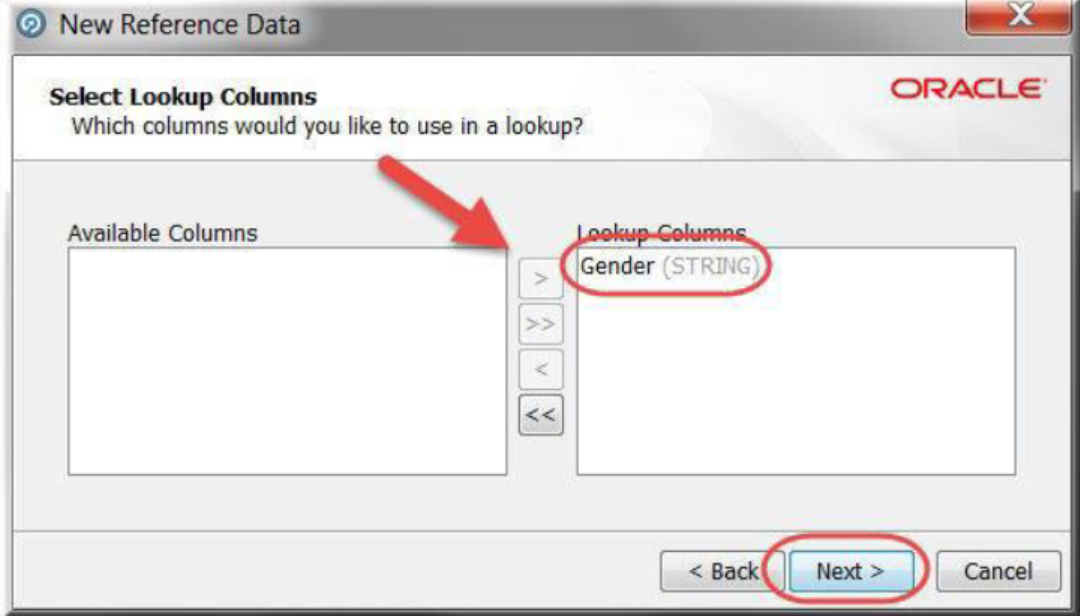 New Reference Data
X
Select Lookup Columns
ORACLE
Which columns would you like to use in a lookup?
Available Columns
Lookup Columns
Gender (STRING)
>
>>
<
<<
< Back
Next >
Cancel